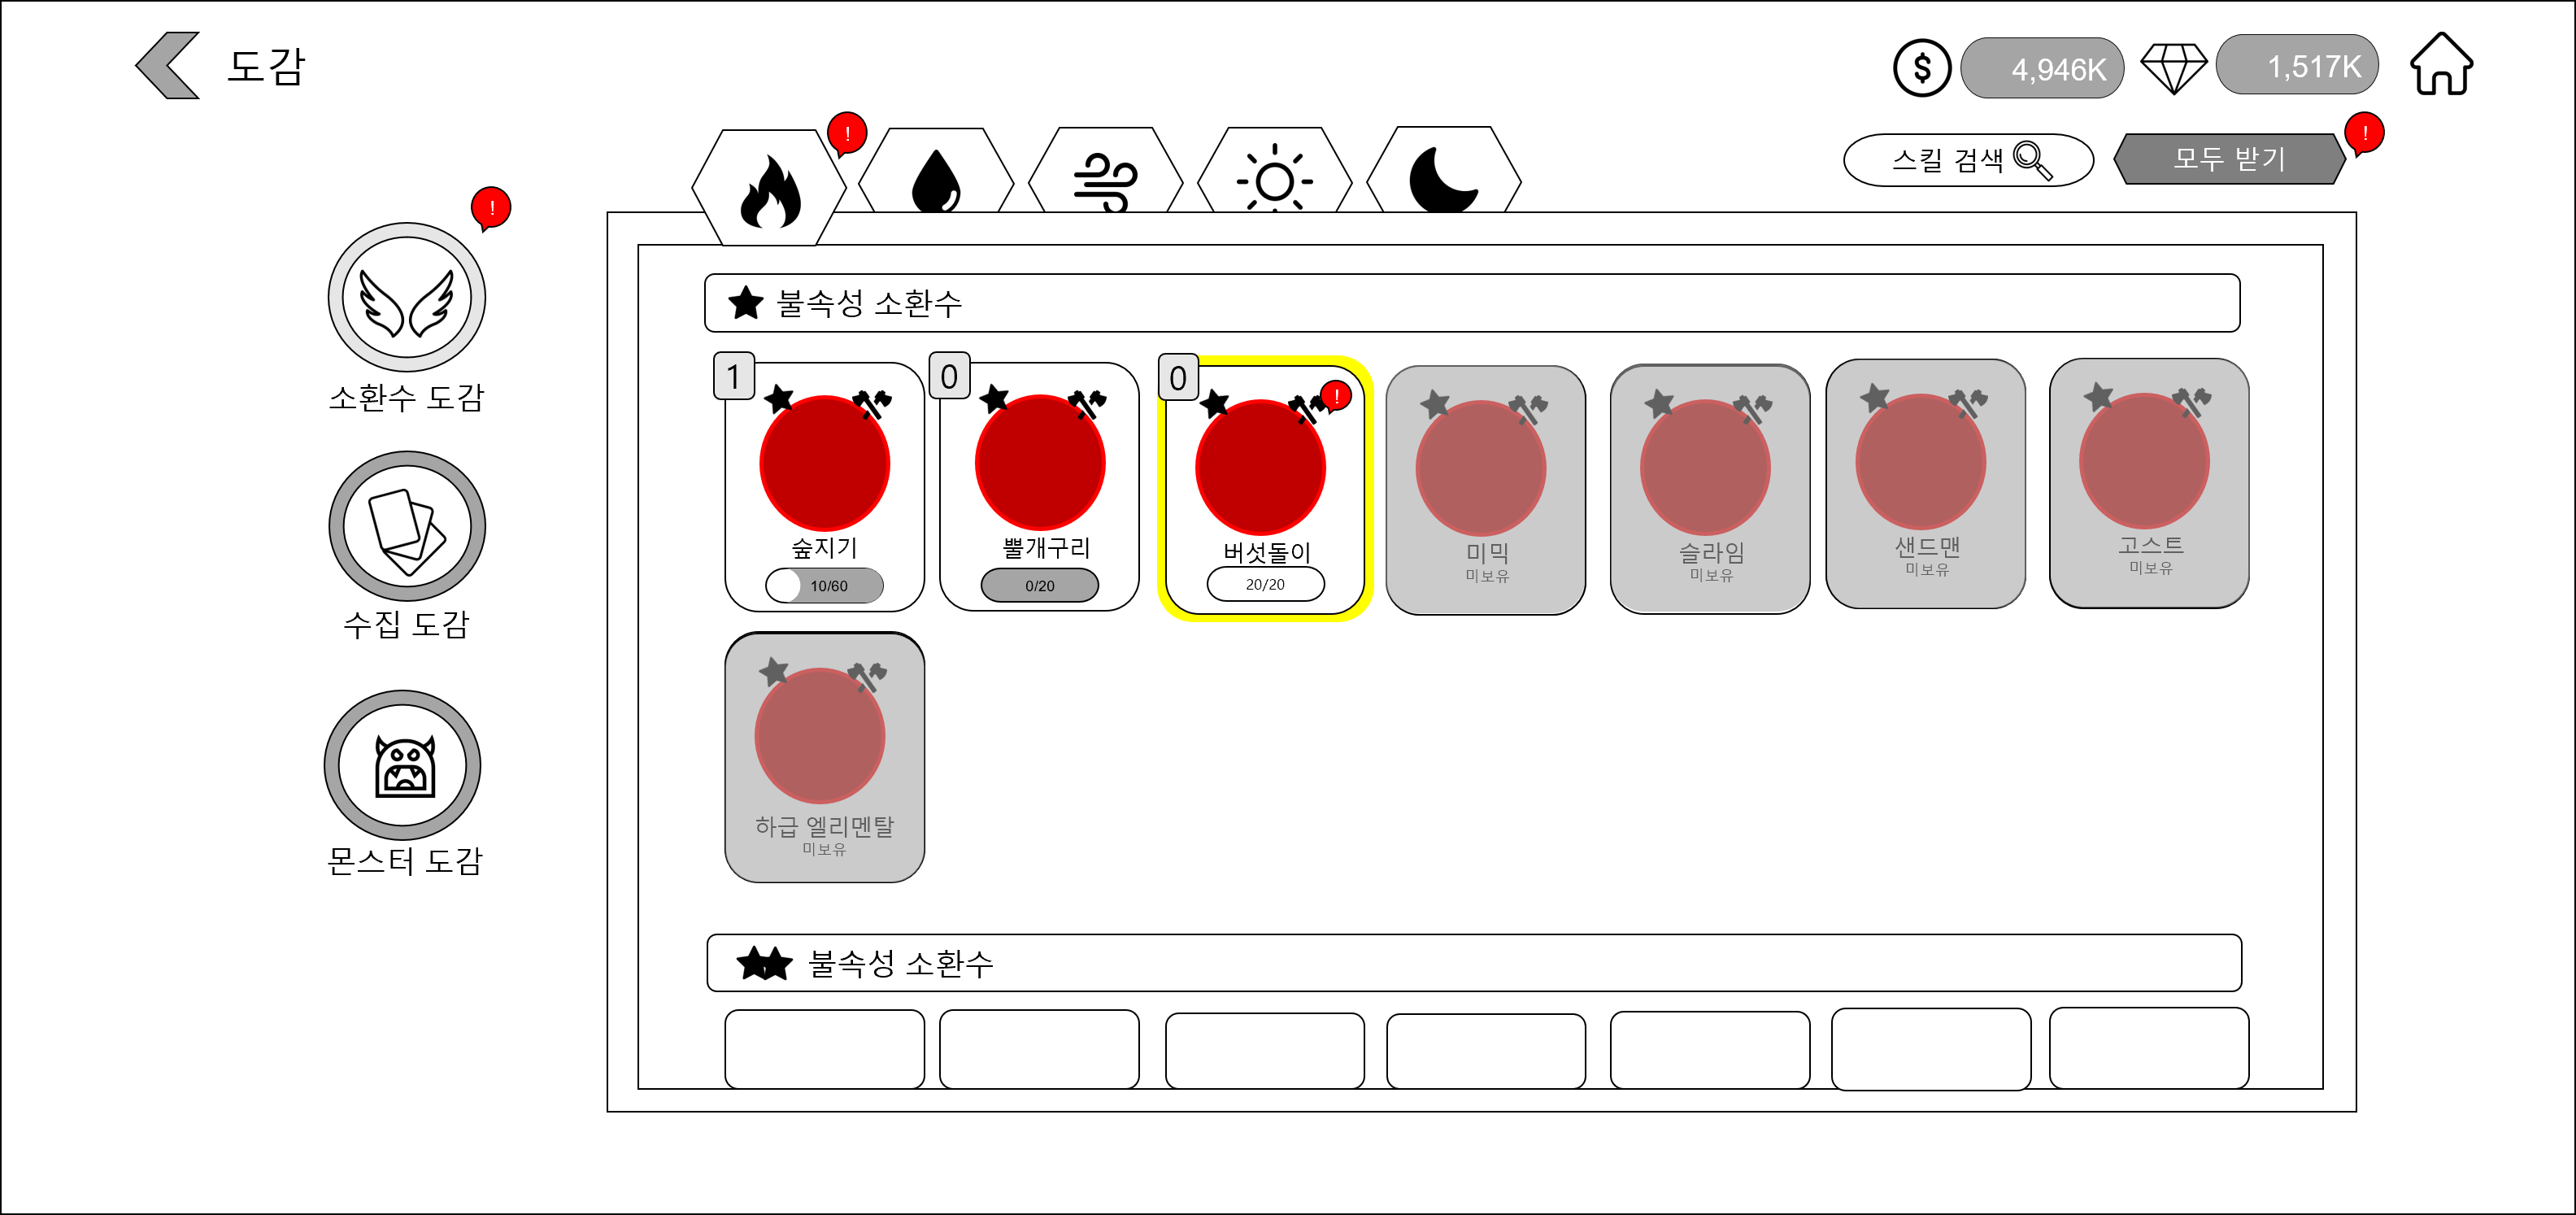 도감
4,946K
1,517K
스킬 검색
모두 받기
!
!
!
소환수 도감
수집 도감
몬스터 도감
불속성 소환수
1
0
0
!
숲지기
10/60
뿔개구리
0/20
버섯돌이
20/20
미믹
미보유
슬라임
미보유
샌드맨
미보유
고스트
미보유
하급 엘리멘탈
미보유
불속성 소환수